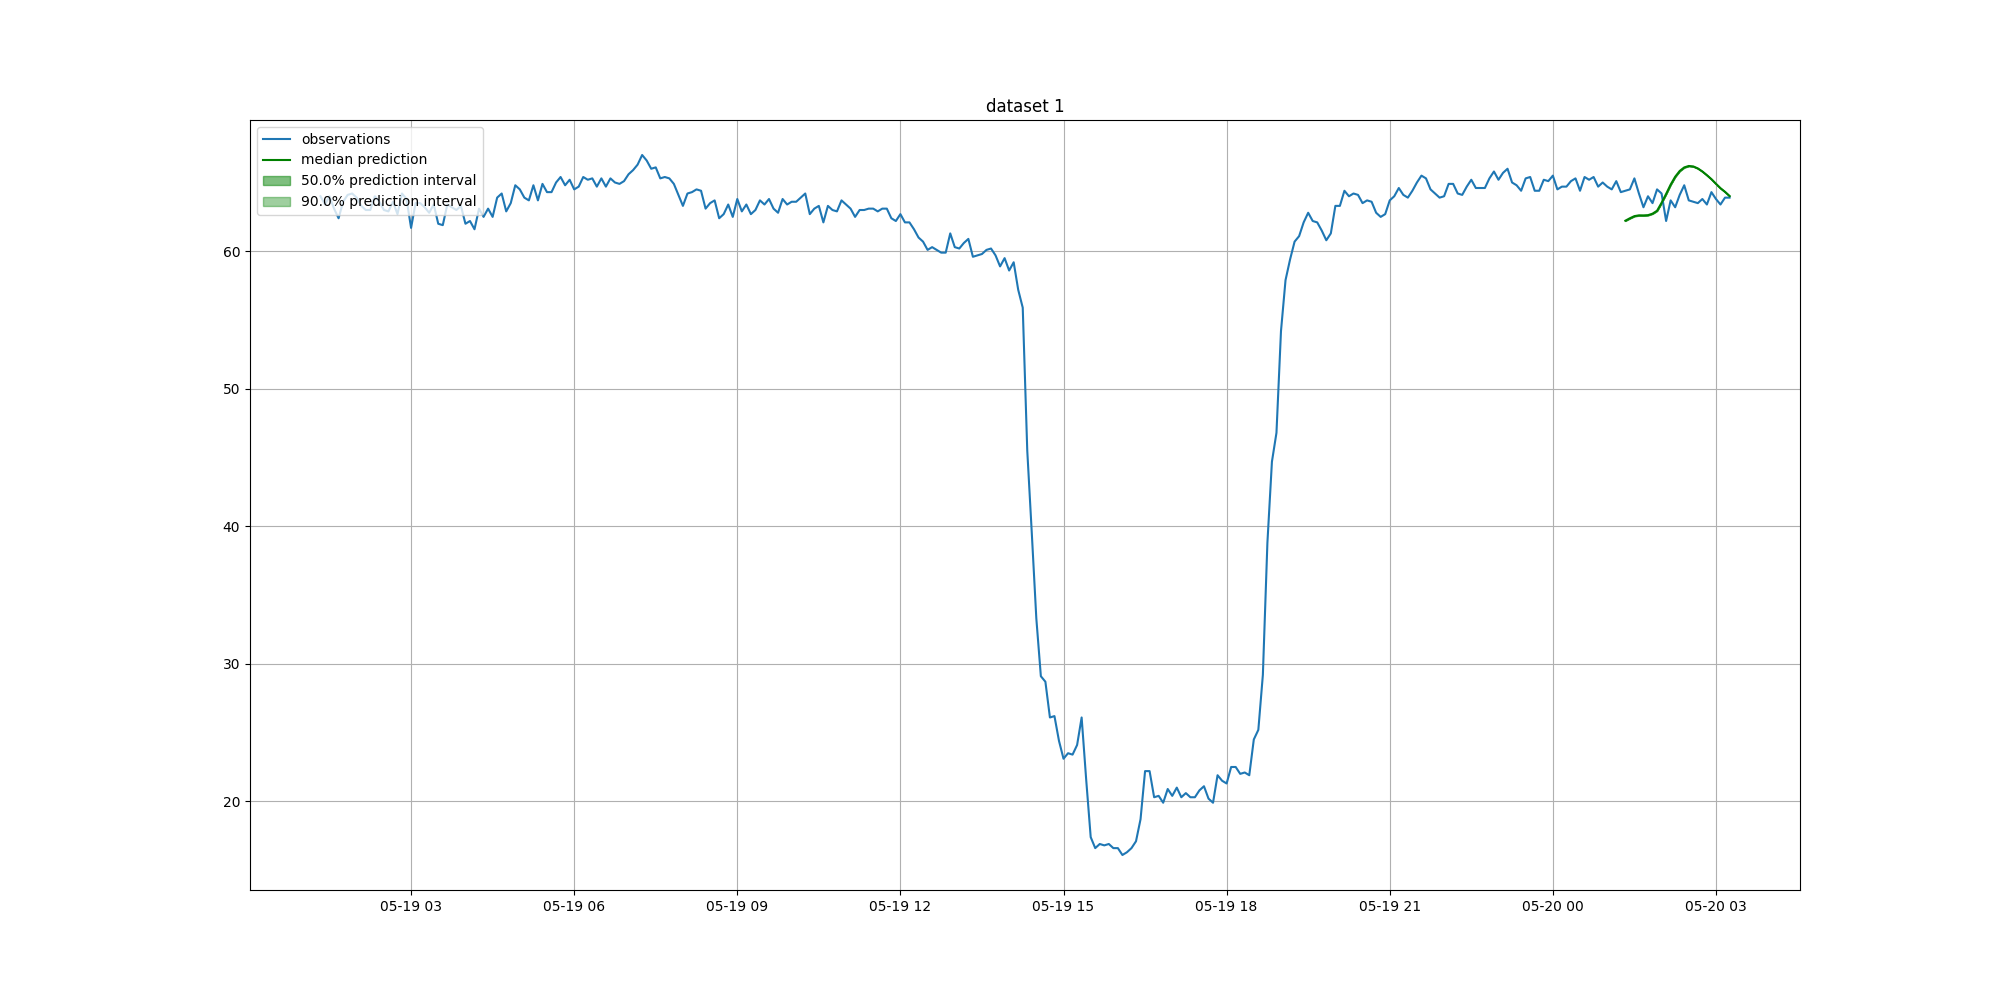 dataset 1
observations
median prediction
50.0% prediction interval
90.0% prediction interval
60
50
40
30
20
05-19 03
05-19 06
05-19 09
05-19 12
05-19 15
05-19 18
05-19 21
05-20 00
05-20 03